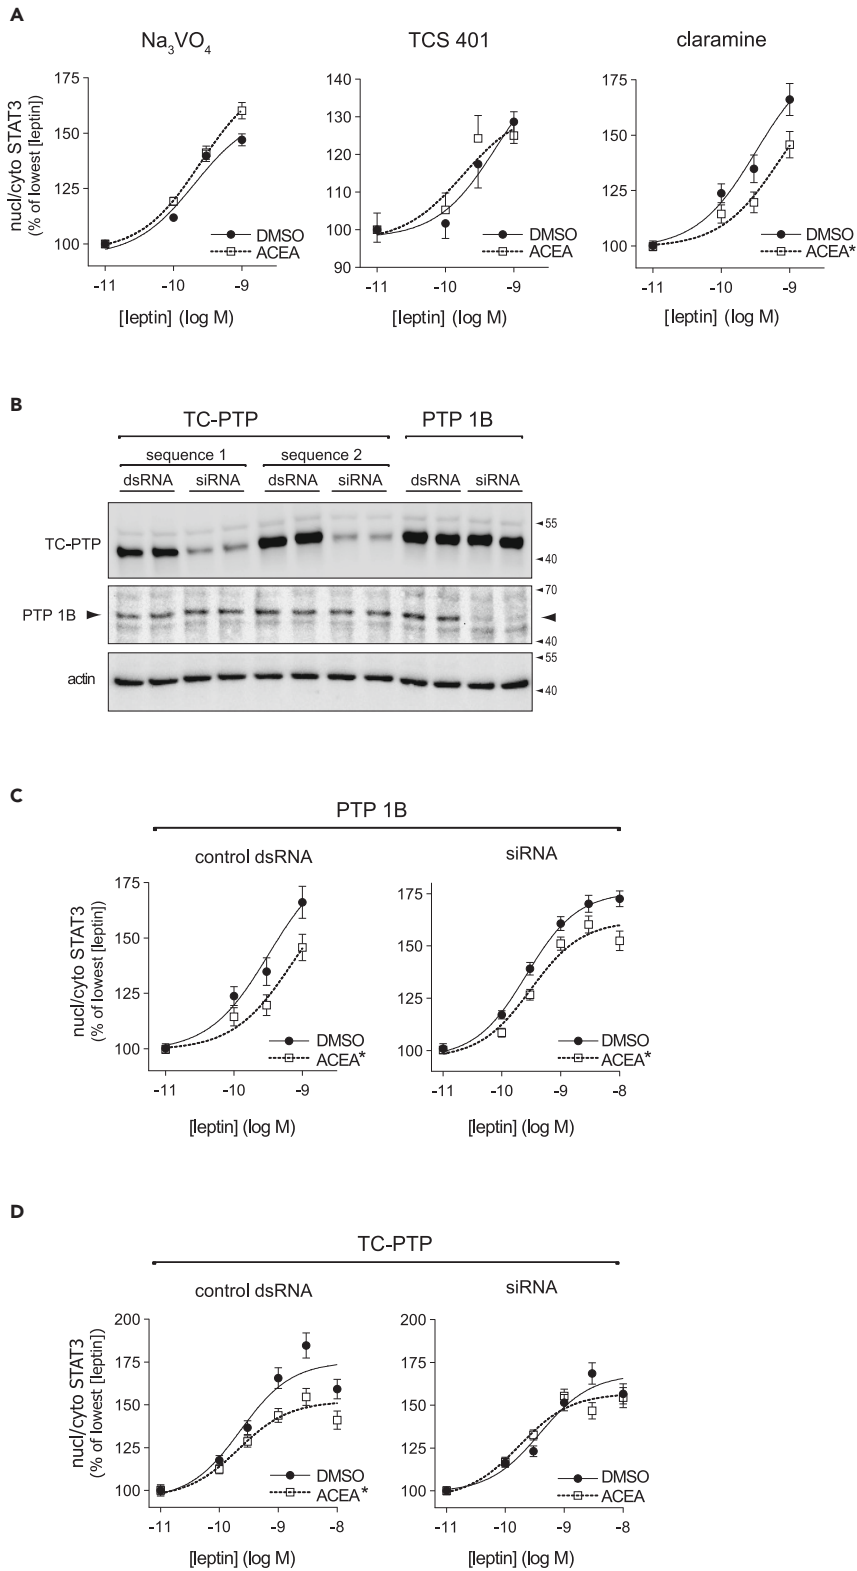 A
Na₃VO₄ TCS 401 claramine
nucl/cyto STAT3
(% of lowest [leptin])
175
150
125
100
-11 -10 -9
[leptin] (log M)
DMSO
ACEA
140
130
120
110
100
90
-11 -10 -9
[leptin] (log M)
DMSO
ACEA
175
150
125
100
-11 -10 -9
[leptin] (log M)
DMSO
ACEA*
B
TC-PTP PTP 1B
sequence 1 sequence 2
dsRNA siRNA dsRNA siRNA dsRNA siRNA
TC-PTP
55
40
PTP 1B
70
40
actin
55
40
C
PTP 1B
control dsRNA siRNA
nucl/cyto STAT3
(% of lowest [leptin])
175
150
125
100
-11 -10 -9
[leptin] (log M)
DMSO
ACEA*
175
150
125
100
-11 -10 -9 -8
[leptin] (log M)
DMSO
ACEA*
D
TC-PTP
control dsRNA siRNA
nucl/cyto STAT3
(% of lowest [leptin])
200
175
150
125
100
-11 -10 -9 -8
[leptin] (log M)
DMSO
ACEA*
200
175
150
125
100
-11 -10 -9 -8
[leptin] (log M)
DMSO
ACEA